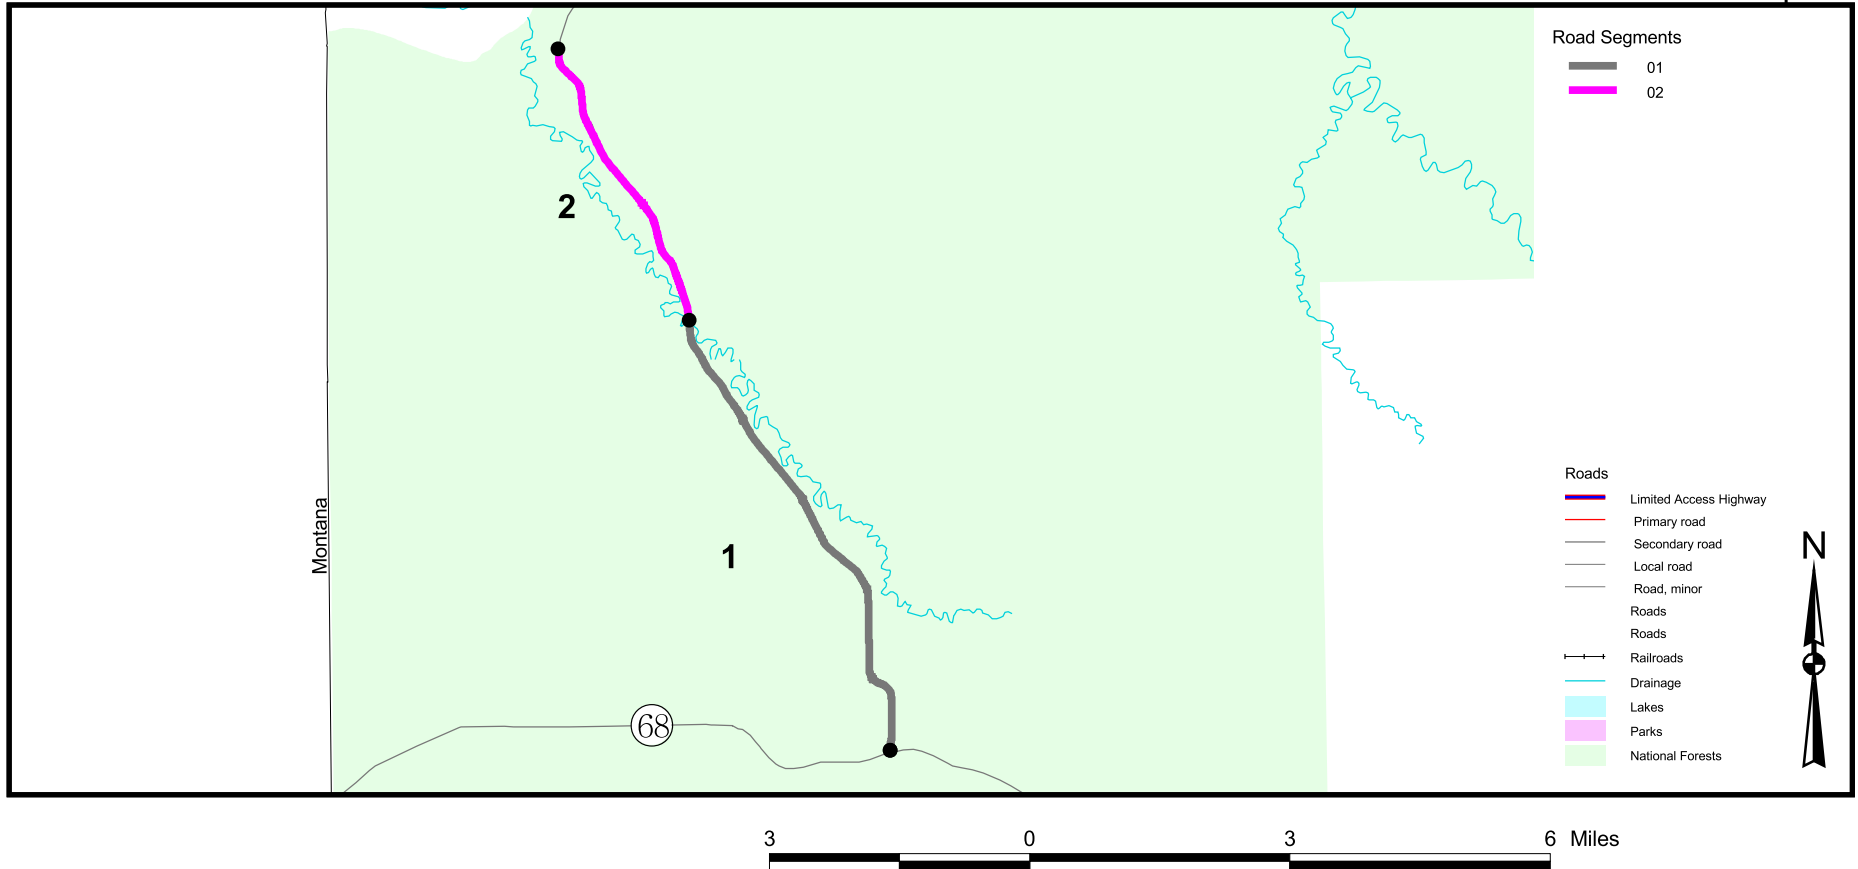 Road Segments
01
02
2
Montana
1
68
Roads
Limited Access Highway
Primary road
Secondary road
Local road
Road, minor
Roads
Roads
Railroads
Drainage
Lakes
Parks
National Forests
N
3 0 3 6 Miles